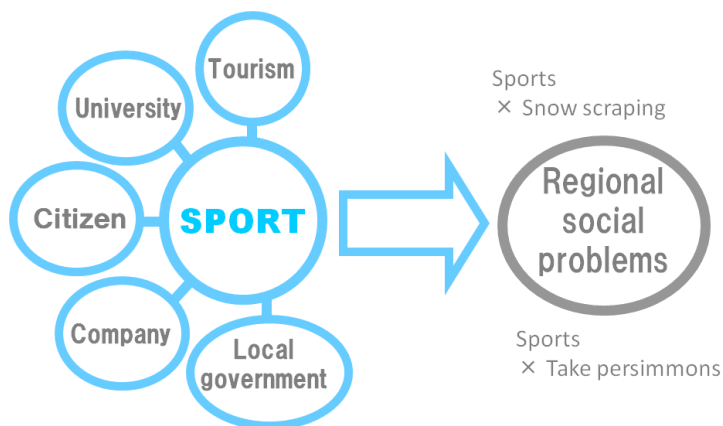 Tourism
University
Citizen
SPORT
Company
Local
government
Sports
× Snow scraping
Regional
social
problems
Sports
× Take persimmons